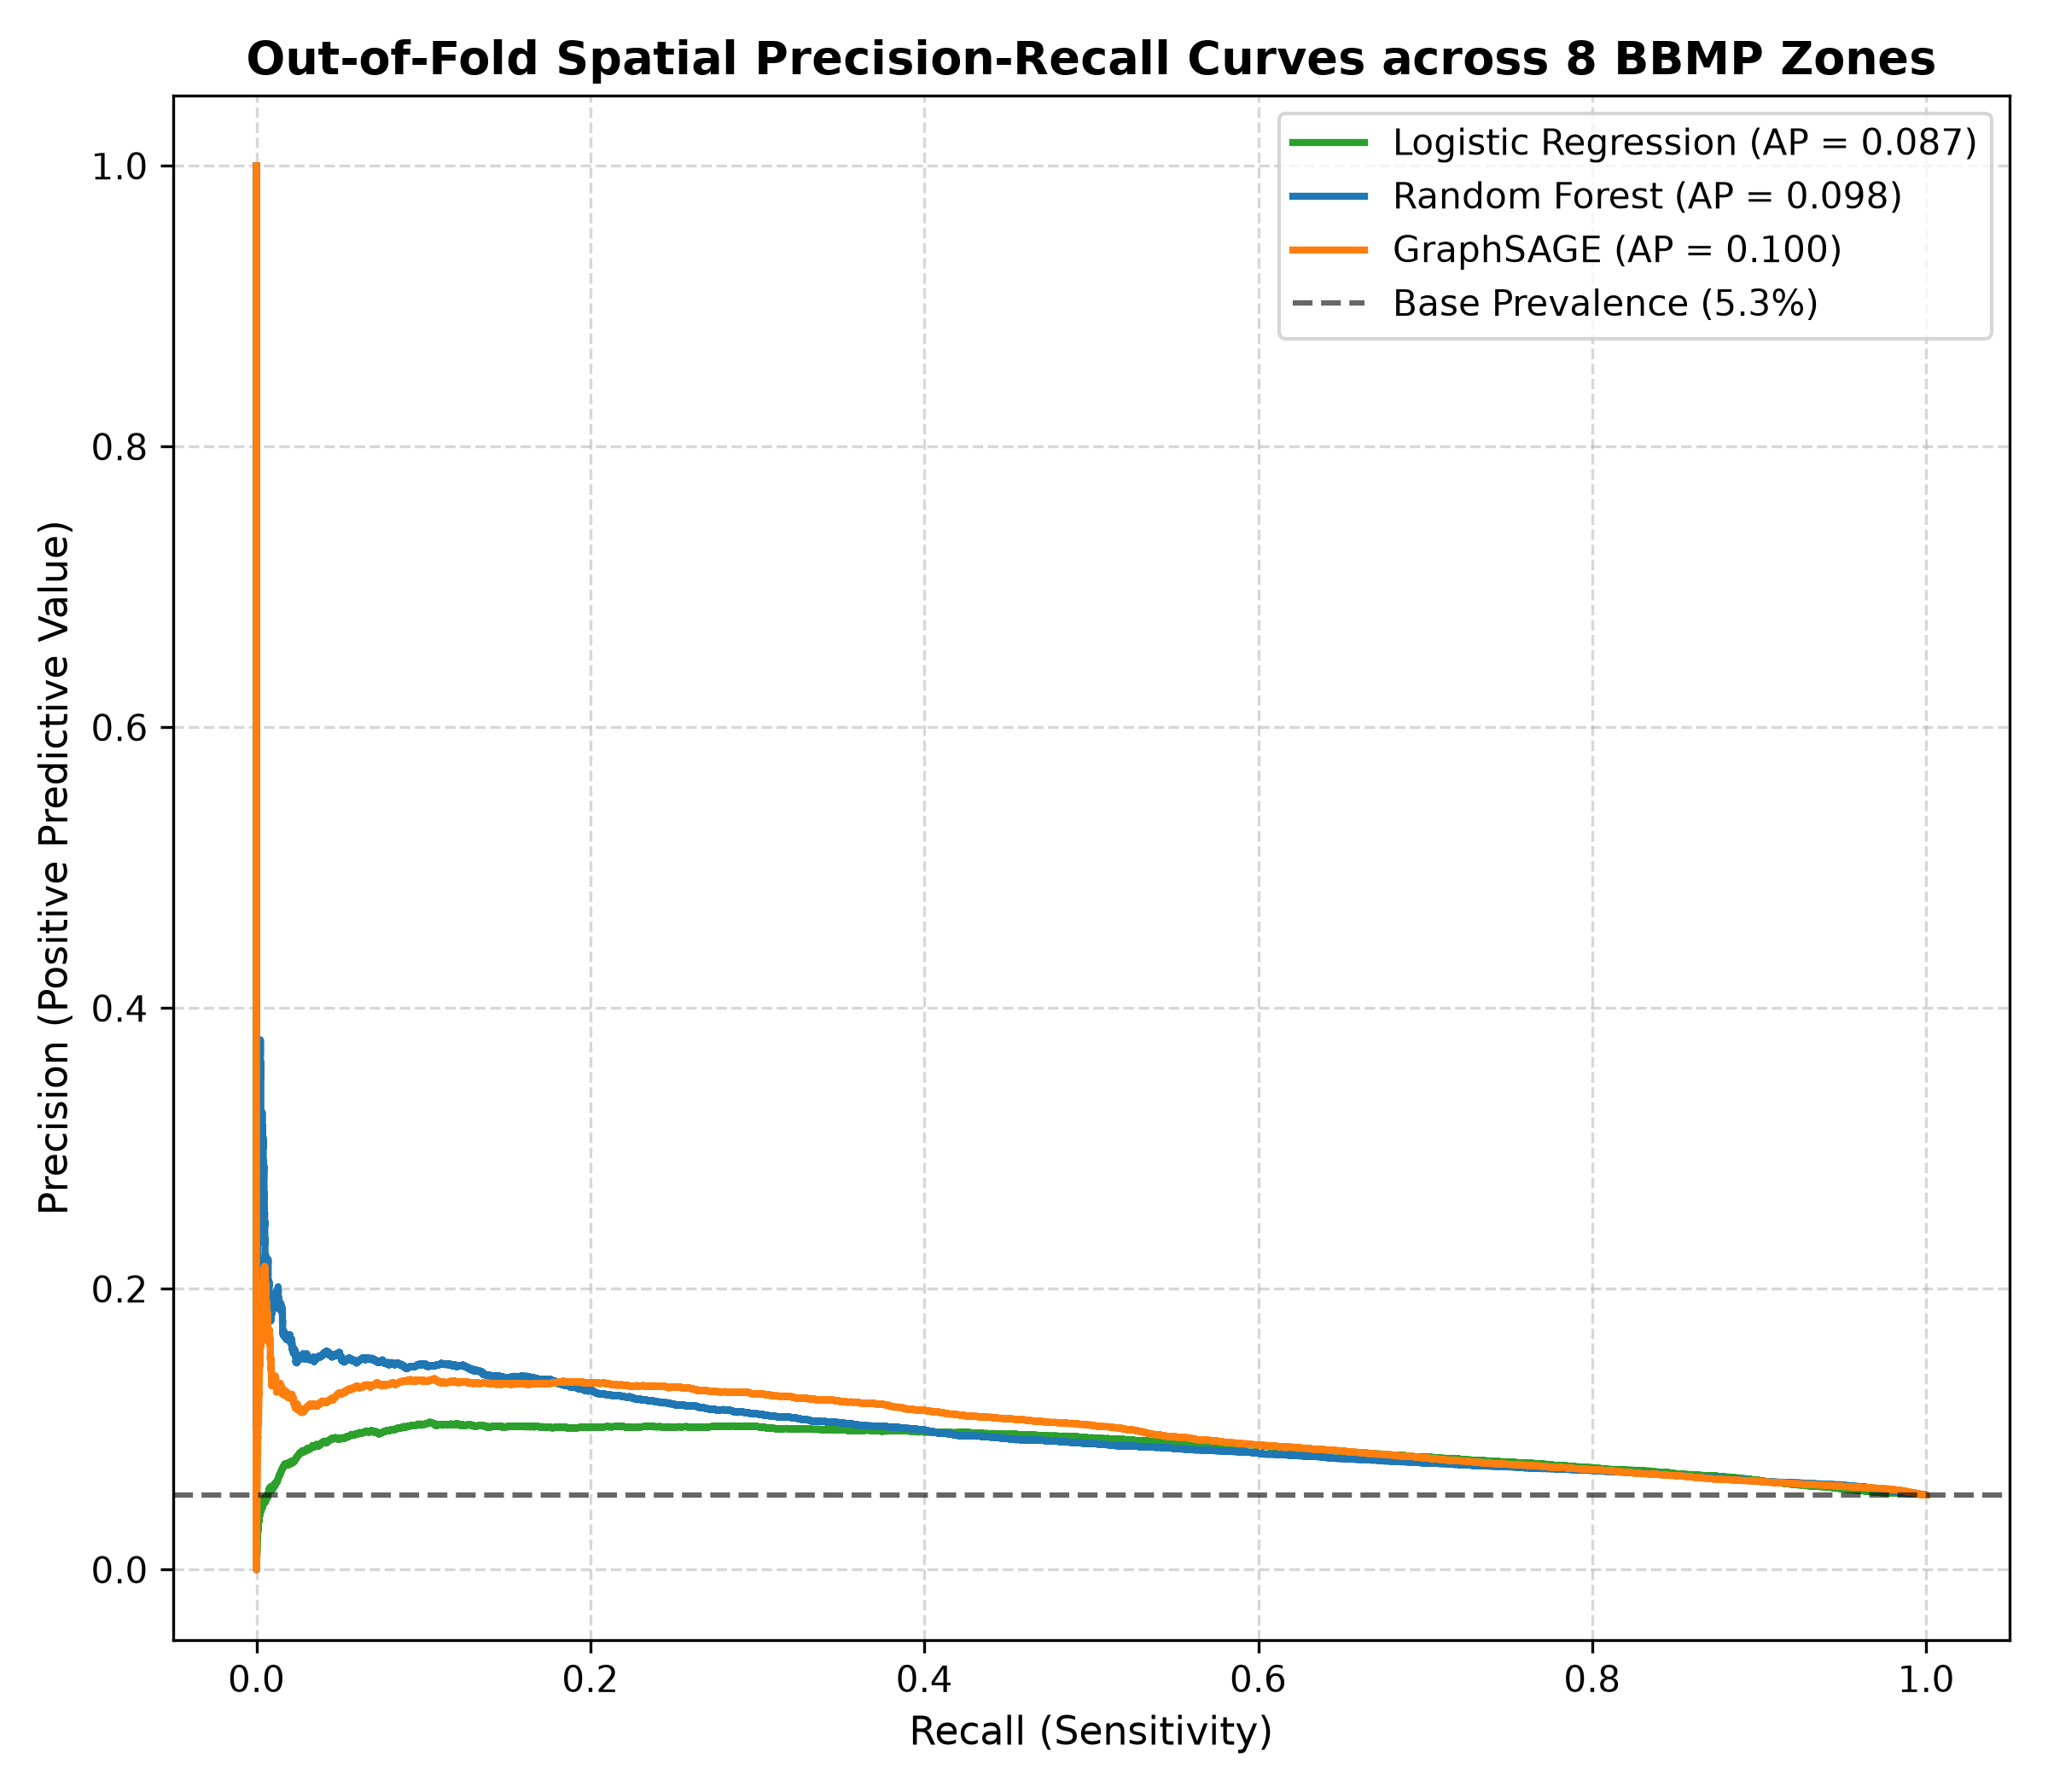 Out-of-Fold Spatial Precision-Recall Curves across 8 BBMP Zones
Logistic Regression (AP = 0.087)
Random Forest (AP = 0.098)
GraphSAGE (AP = 0.100)
Base Prevalence (5.3%)
Precision (Positive Predictive Value)
1.0
0.8
0.6
0.4
0.2
0.0
0.0 0.2 0.4 0.6 0.8 1.0
Recall (Sensitivity)